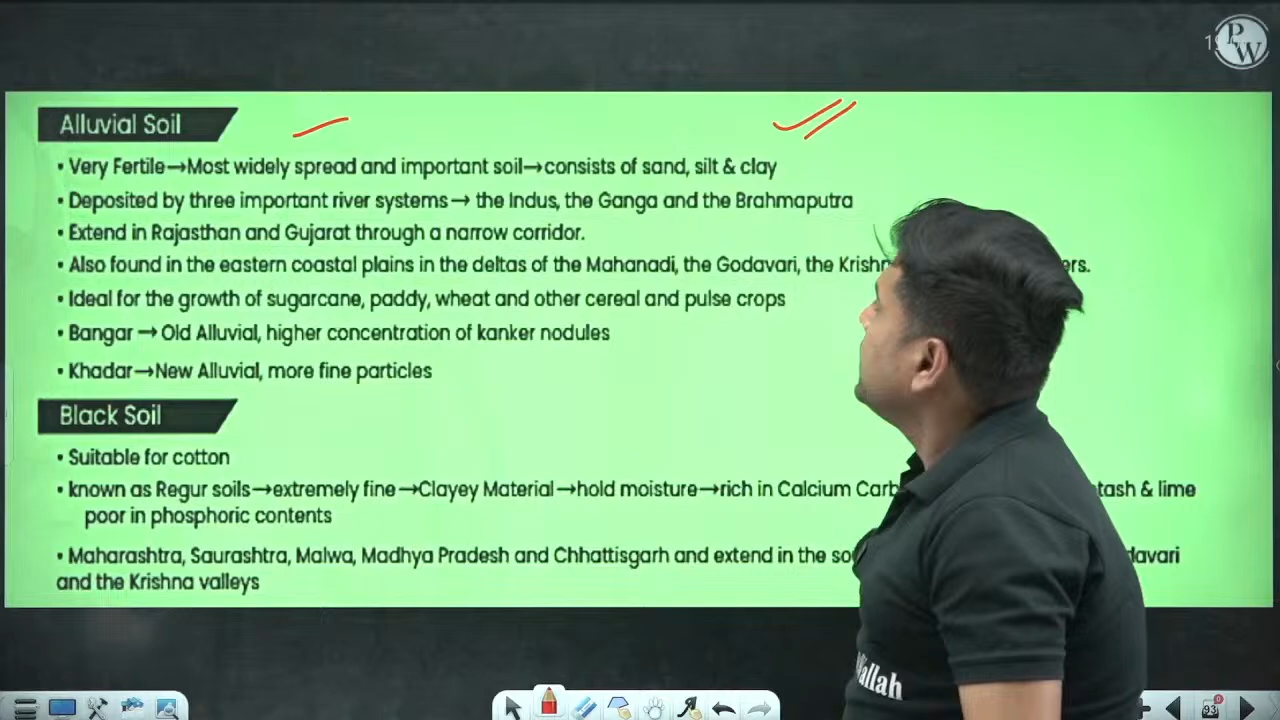 PW
Alluvial Soil
• Very Fertile→Most widely spread and important soil→consists of sand, silt & clay
• Deposited by three important river systems→ the Indus, the Ganga and the Brahmaputra
• Extend in Rajasthan and Gujarat through a narrow corridor.
• Also found in the eastern coastal plains in the deltas of the Mahanadi, the Godavari, the
• Ideal for the growth of sugarcane, paddy, wheat and other cereal and pulse crops
• Bangar → Old Alluvial, higher concentration of kanker nodules
• Khadar→New Alluvial, more fine particles
Black Soil
• Suitable for cotton
• known as Regur soils→extremely fine→Clayey Material→hold moisture→rich in Calcium & lime
poor in phosphoric contents
• Maharashtra, Saurashtra, Malwa, Madhya Pradesh and Chhattisgarh and extend in the
and the Krishna valleys
93